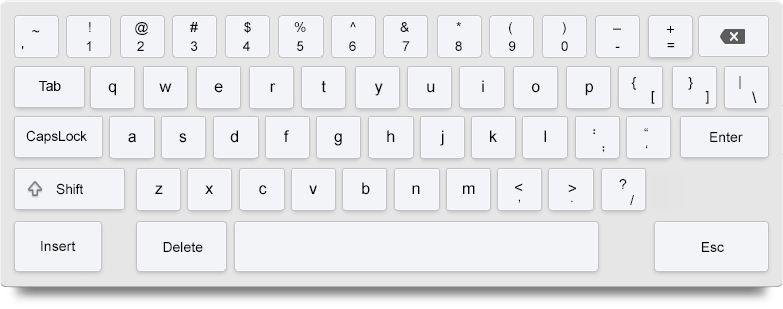 ~ ! @ # $ % ^ & * ( ) – +
' 1 2 3 4 5 6 7 8 9 0 - =
Tab q w e r t y u i o p { [ } ] | \
CapsLock a s d f g h j k l : ; “ ‘ Enter
Shift z x c v b n m < , > . ? /
Insert Delete Esc